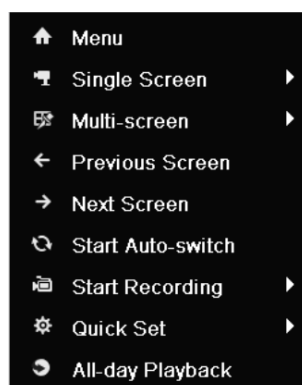 Menu
Single Screen
Multi-screen
Previous Screen
Next Screen
Start Auto-switch
Start Recording
Quick Set
All-day Playback